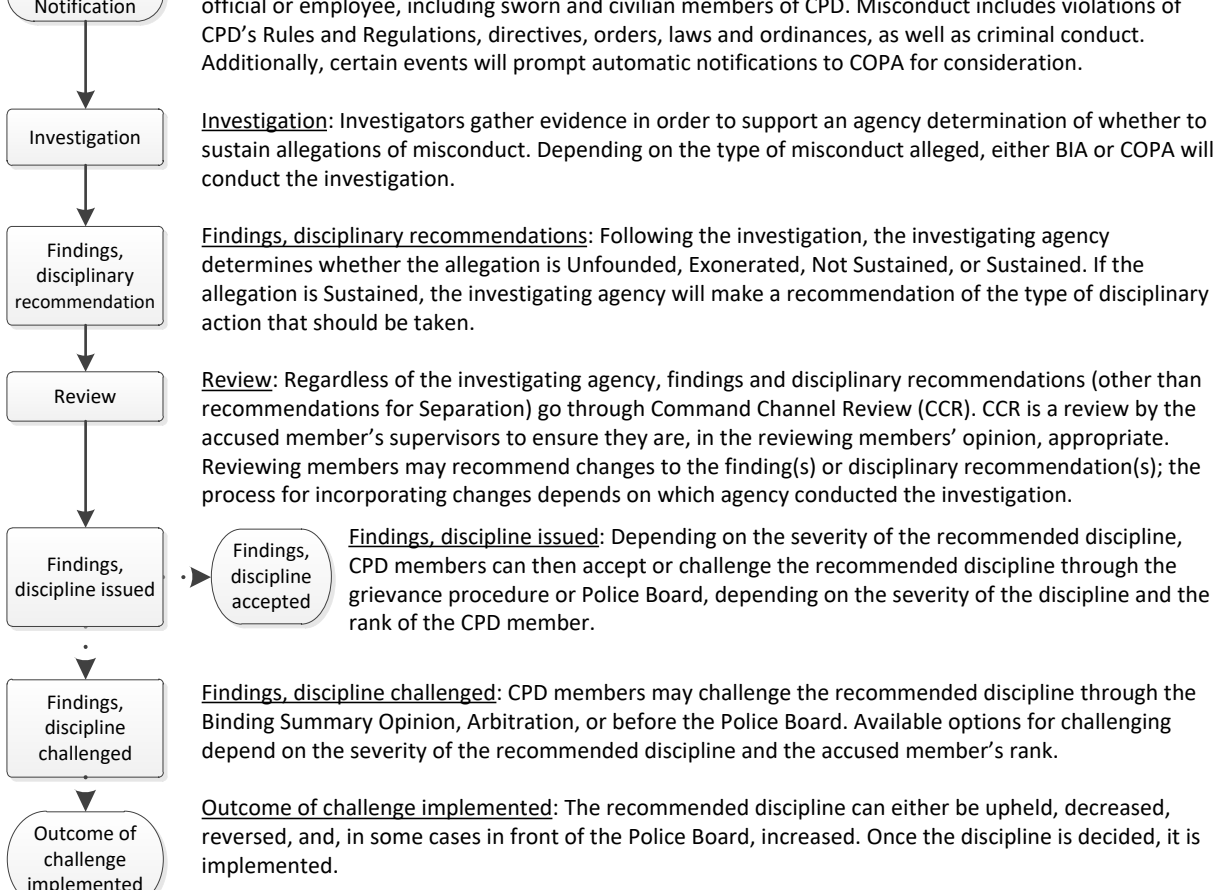 Notification
official or employee, including sworn and civilian members of CPD. Misconduct includes violations of
CPD’s Rules and Regulations, directives, orders, laws and ordinances, as well as criminal conduct.
Additionally, certain events will prompt automatic notifications to COPA for consideration.
Investigation
Investigation: Investigators gather evidence in order to support an agency determination of whether to
sustain allegations of misconduct. Depending on the type of misconduct alleged, either BIA or COPA will
conduct the investigation.
Findings,
disciplinary
recommendation
Findings, disciplinary recommendations: Following the investigation, the investigating agency
determines whether the allegation is Unfounded, Exonerated, Not Sustained, or Sustained. If the
allegation is Sustained, the investigating agency will make a recommendation of the type of disciplinary
action that should be taken.
Review
Review: Regardless of the investigating agency, findings and disciplinary recommendations (other than
recommendations for Separation) go through Command Channel Review (CCR). CCR is a review by the
accused member’s supervisors to ensure they are, in the reviewing members’ opinion, appropriate.
Reviewing members may recommend changes to the finding(s) or disciplinary recommendation(s); the
process for incorporating changes depends on which agency conducted the investigation.
Findings,
discipline issued
Findings,
discipline
accepted
Findings, discipline issued: Depending on the severity of the recommended discipline,
CPD members can then accept or challenge the recommended discipline through the
grievance procedure or Police Board, depending on the severity of the discipline and the
rank of the CPD member.
Findings,
discipline
challenged
Findings, discipline challenged: CPD members may challenge the recommended discipline through the
Binding Summary Opinion, Arbitration, or before the Police Board. Available options for challenging
depend on the severity of the recommended discipline and the accused member’s rank.
Outcome of
challenge
implemented
Outcome of challenge implemented: The recommended discipline can either be upheld, decreased,
reversed, and, in some cases in front of the Police Board, increased. Once the discipline is decided, it is
implemented.